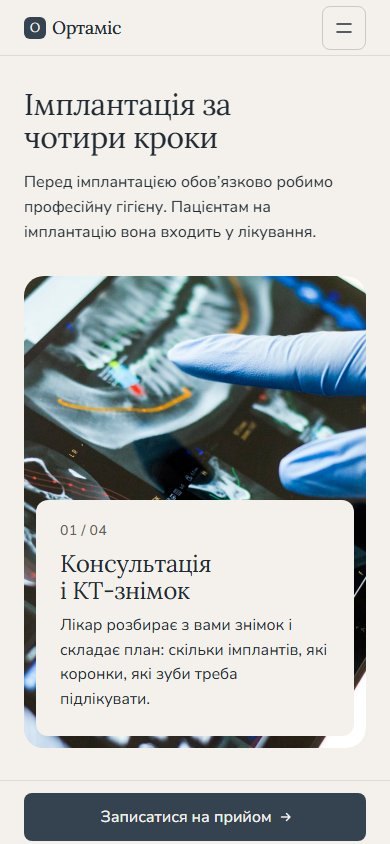 О Ортаміс
Імплантація за
чотири кроки
Перед імплантацією обов’язково робимо
професійну гігієну. Пацієнтам на
імплантацію вона входить у лікування.
01 / 04
Консультація
і КТ-знімок
Лікар розбирає з вами знімок і
складає план: скільки імплантів, які
коронки, які зуби треба
підлікувати.
Записатися на прийом →